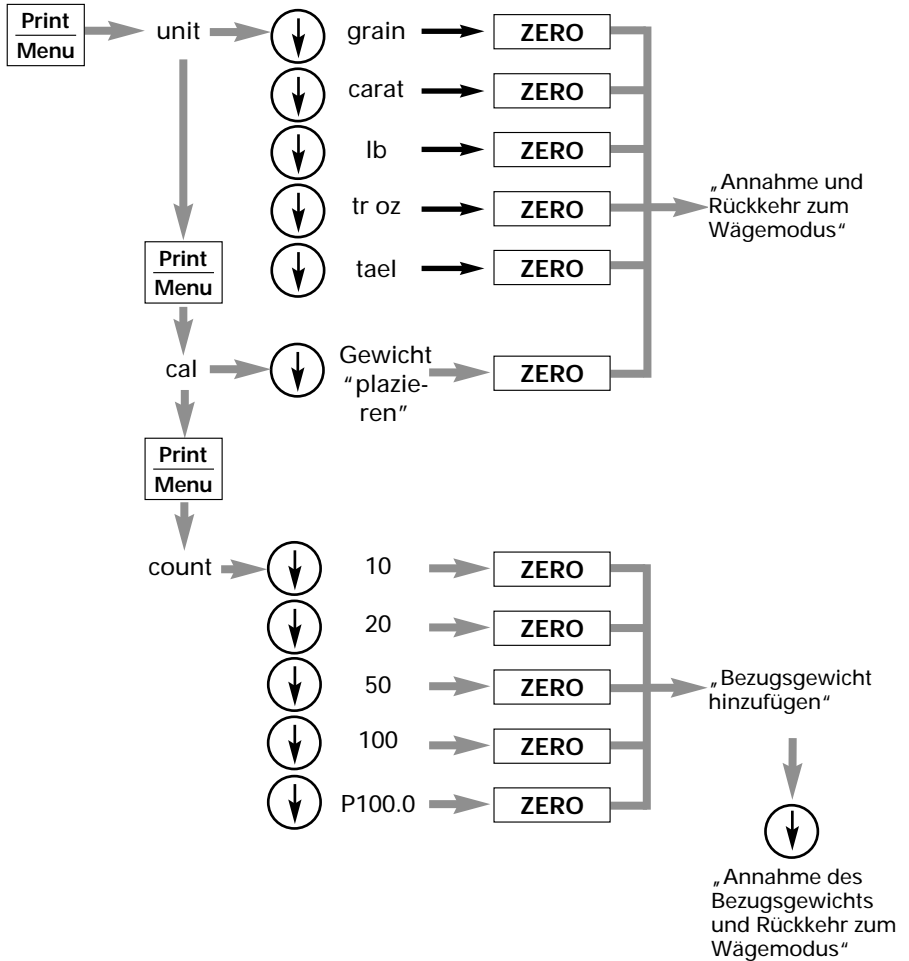 Print
Menu
unit
grain
ZERO
carat
ZERO
lb
ZERO
tr oz
ZERO
tael
ZERO
„Annahme und
Rückkehr zum
Wägemodus“
Print
Menu
cal
Gewicht
“plazie-
ren”
ZERO
Print
Menu
count
10
ZERO
20
ZERO
50
ZERO
100
ZERO
P100.0
ZERO
„Bezugsgewicht
hinzufügen“
„Annahme des
Bezugsgewichts
und Rückkehr zum
Wägemodus“